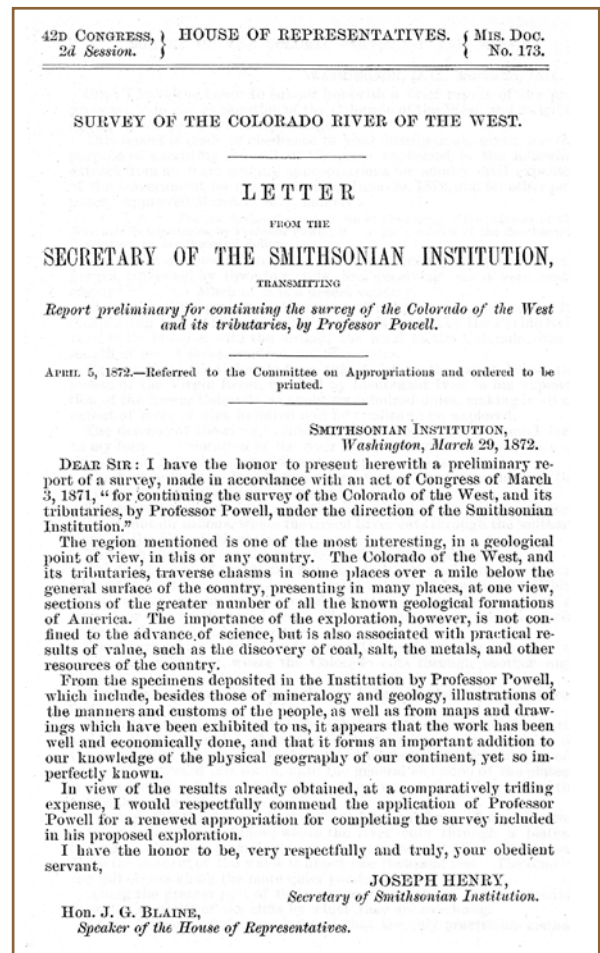 42D CONGRESS, } HOUSE OF REPRESENTATIVES. { MIS. DOC.
2d Session. } { No. 173.
SURVEY OF THE COLORADO RIVER OF THE WEST.
LETTER
FROM THE
SECRETARY OF THE SMITHSONIAN INSTITUTION,
TRANSMITTING
Report preliminary for continuing the survey of the Colorado of the West
and its tributaries, by Professor Powell.
APRIL 5, 1872.—Referred to the Committee on Appropriations and ordered to be
printed.
SMITHSONIAN INSTITUTION,
Washington, March 29, 1872.
DEAR SIR: I have the honor to present herewith a preliminary re-
port of a survey, made in accordance with an act of Congress of March
3, 1871, "for continuing the survey of the Colorado of the West, and its
tributaries, by Professor Powell, under the direction of the Smithsonian
Institution."
The region mentioned is one of the most interesting, in a geological
point of view, in this or any country. The Colorado of the West, and
its tributaries, traverse chasms in some places over a mile below the
general surface of the country, presenting in many places, at one view,
sections of the greater number of all the known geological formations
of America. The importance of the exploration, however, is not con-
fined to the advance of science, but is also associated with practical re-
sults of value, such as the discovery of coal, salt, the metals, and other
resources of the country.
From the specimens deposited in the Institution by Professor Powell,
which include, besides those of mineralogy and geology, illustrations of
the manners and customs of the people, as well as from maps and draw-
ings which have been exhibited to us, it appears that the work has been
well and economically done, and that it forms an important addition to
our knowledge of the physical geography of our continent, yet so im-
perfectly known.
In view of the results already obtained, at a comparatively trifling
expense, I would respectfully commend the application of Professor
Powell for a renewed appropriation for completing the survey included
in his proposed exploration.
I have the honor to be, very respectfully and truly, your obedient
servant,
JOSEPH HENRY,
Secretary of Smithsonian Institution.
Hon. J. G. BLAINE,
Speaker of the House of Representatives.